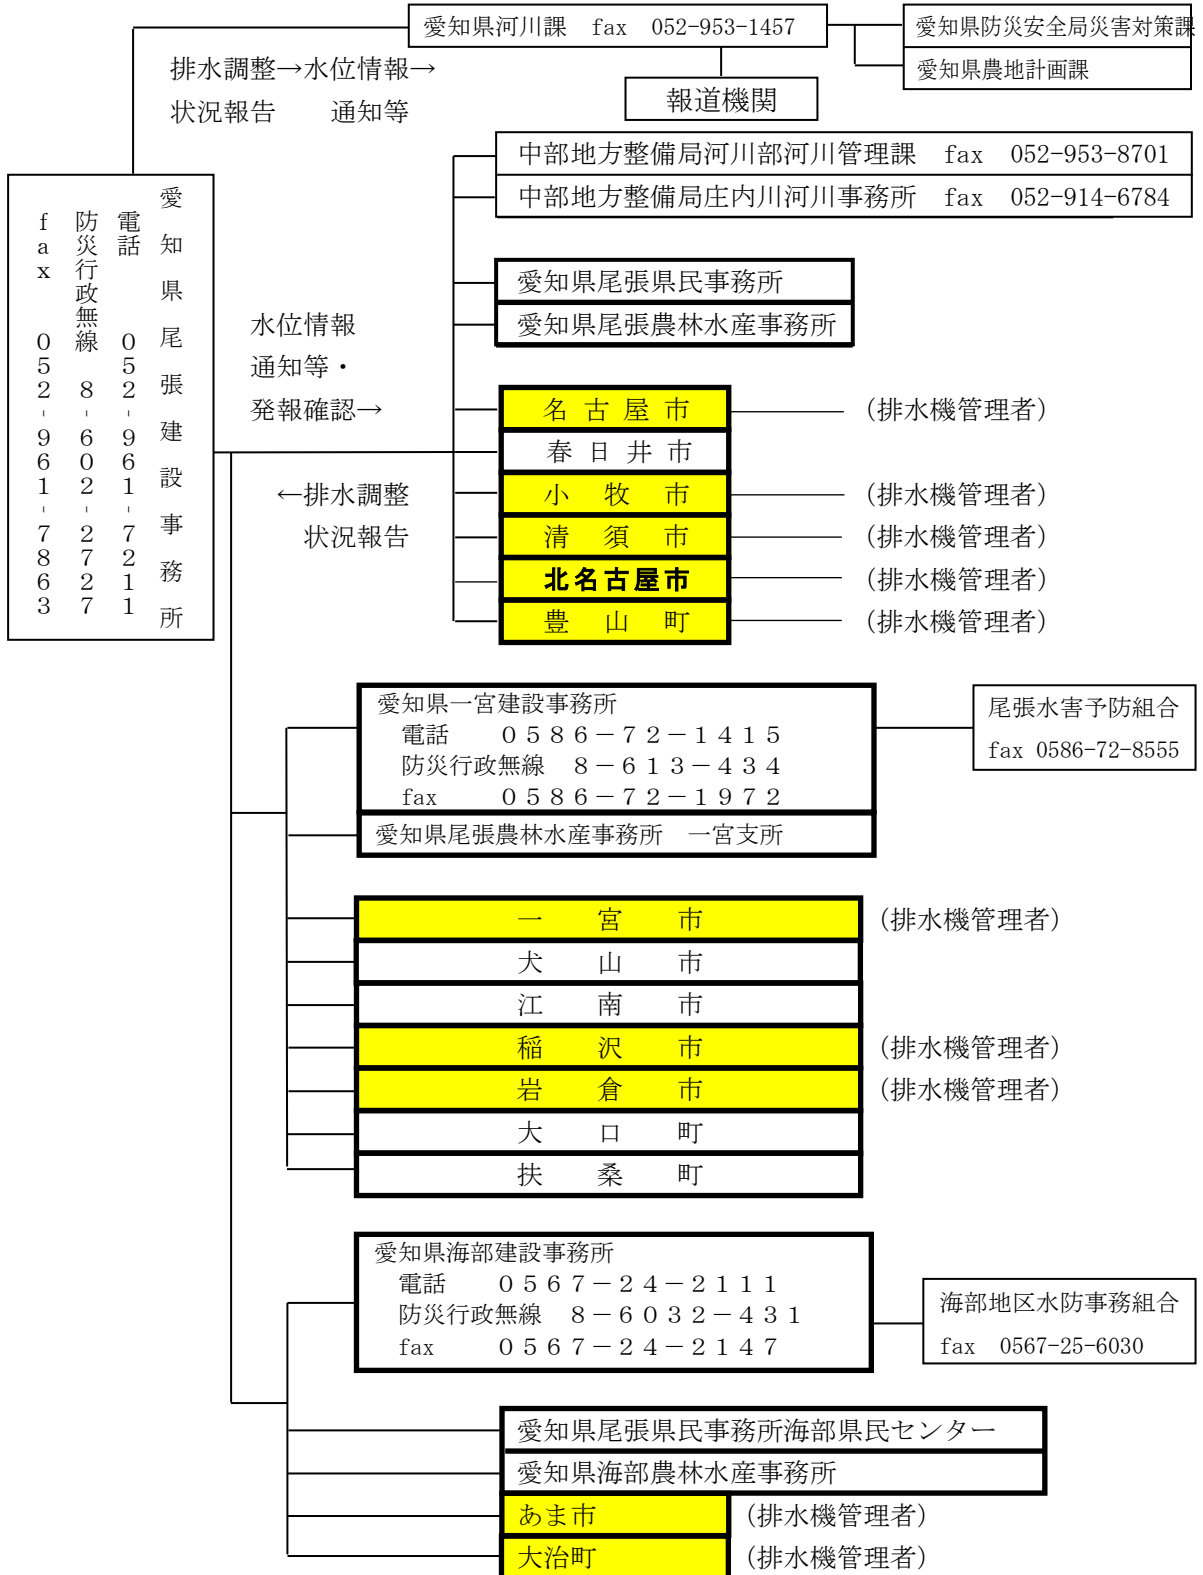 愛知県河川課　fax　052-953-1457
愛知県防災安全局災害対策課
愛知県農地計画課
排水調整→水位情報→
状況報告　　通知等
報道機関
中部地方整備局河川部河川管理課　fax　052-953-8701
中部地方整備局庄内川河川事務所　fax　052-914-6784
愛知県尾張建設事務所
電話　　０５２-９６１-７２１１
防災行政無線　８-６０２-２７２７
ｆａｘ　　０５２-９６１-７８６３
愛知県尾張県民事務所
愛知県尾張農林水産事務所
水位情報
通知等・
発報確認→
←排水調整
状況報告
名古屋市　（排水機管理者）
春日井市
小牧市　（排水機管理者）
清須市　（排水機管理者）
北名古屋市　（排水機管理者）
豊山町　（排水機管理者）
愛知県一宮建設事務所
電話　　０５８６－７２－１４１５
防災行政無線　８－６１３－４３４
fax　　０５８６－７２－１９７２
尾張水害予防組合
fax 0586-72-8555
愛知県尾張農林水産事務所　一宮支所
一宮市　（排水機管理者）
犬山市
江南市
稲沢市　（排水機管理者）
岩倉市　（排水機管理者）
大口町
扶桑町
愛知県海部建設事務所
電話　　０５６７－２４－２１１１
防災行政無線　８－６０３２－４３１
fax　　０５６７－２４－２１４７
海部地区水防事務組合
fax　0567-25-6030
愛知県尾張県民事務所海部県民センター
愛知県海部農林水産事務所
あま市　（排水機管理者）
大治町　（排水機管理者）